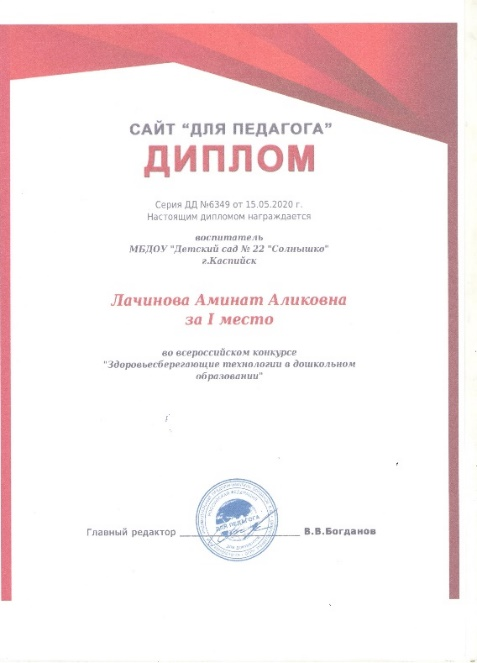 САЙТ “ДЛЯ ПЕДАГОГА”
ДИПЛОМ
Серия ДД №6349 от 15.05.2020 г.
Настоящим дипломом награждается
воспитатель
МБДОУ "Детский сад № 22 "Солнышко"
г.Каспийск
Лачинова Аминат Аликовна
за I место
во всероссийском конкурсе
"Здоровьесберегающие технологии в дошкольном
образовании"
ДЛЯ ПЕДАГОГА
Главный редактор
В.В.Богданов